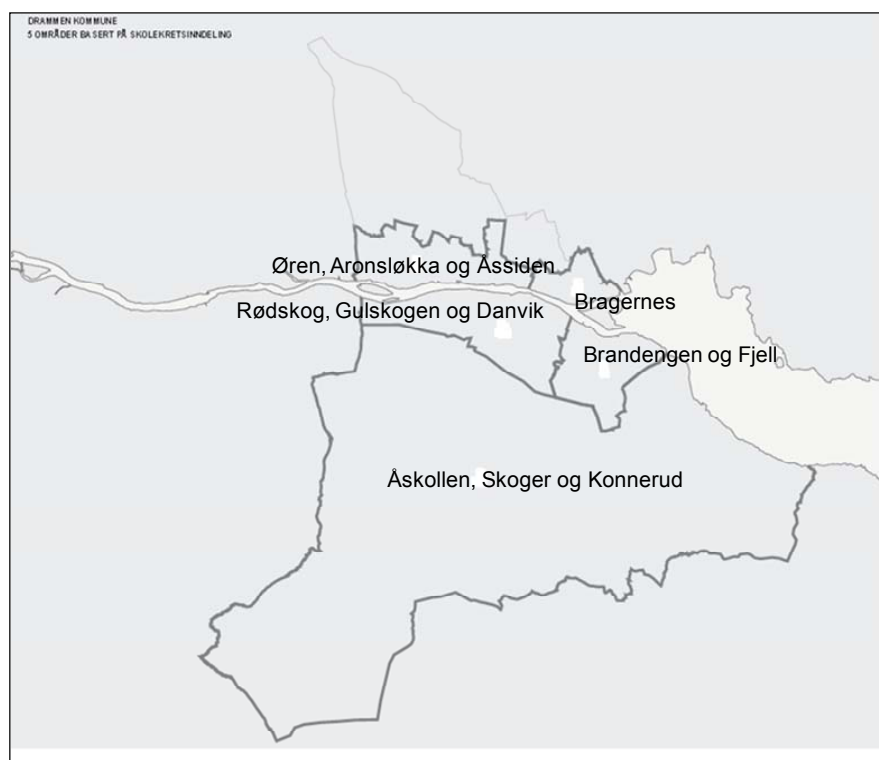 DRAMMEN KOMMUNE
5 OMRÅDER BASERT PÅ SKOLEKRETSINNDELING
Øren, Aronsløkka og Åssiden
Bragernes
Rødskog, Gulskogen og Danvik
Brandengen og Fjell
Åskollen, Skoger og Konnerud